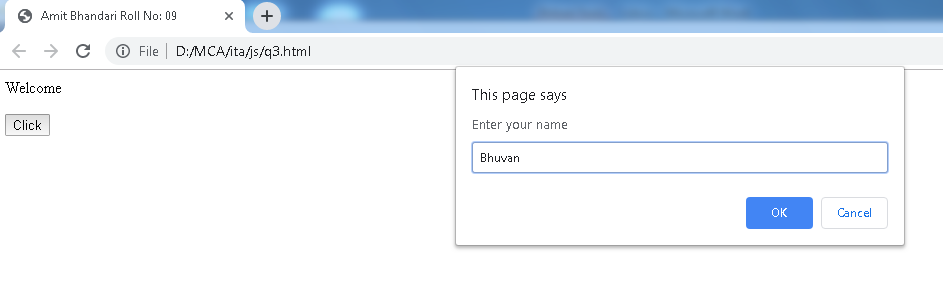 Amit Bhandari Roll No: 09
File | D:/MCA/ita/js/q3.html
Welcome
Click
This page says
Enter your name
Bhuvan
OK Cancel